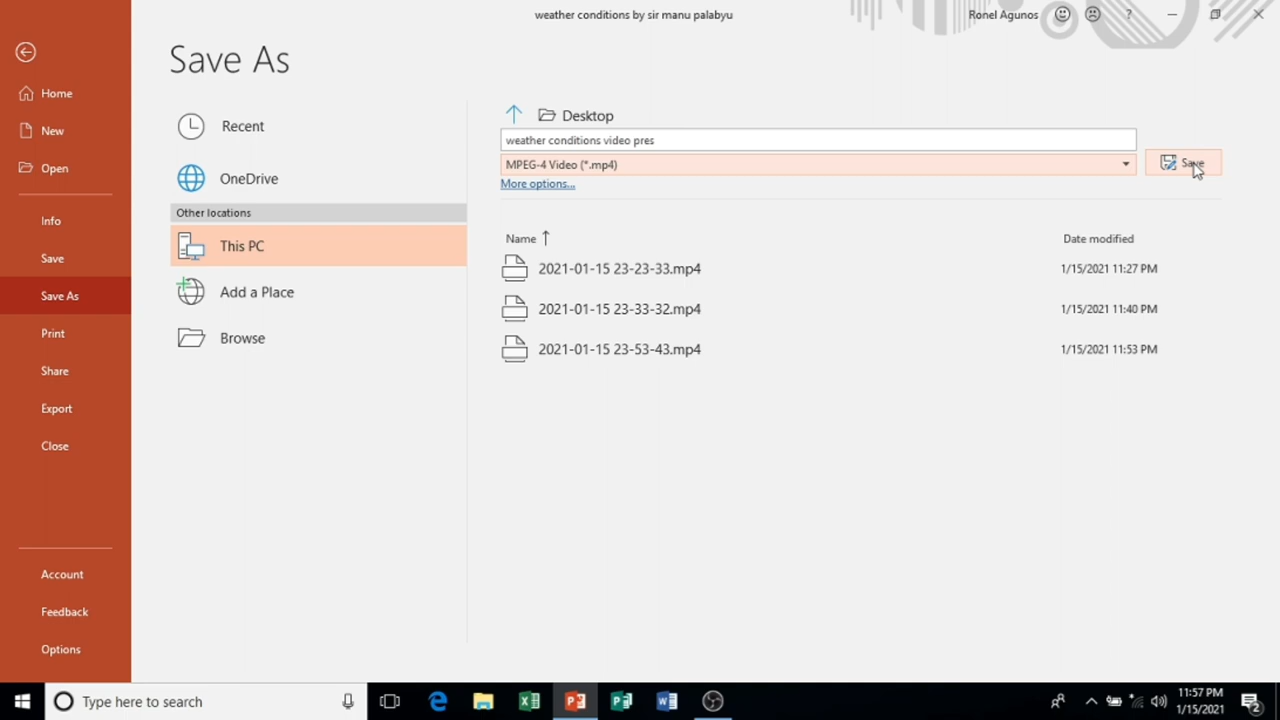 weather conditions by sir manu palabyu
Ronel Agunos
?
Save As
Home
New
Open
Info
Save
Save As
Print
Share
Export
Close
Account
Feedback
Options
Recent
OneDrive
Other locations
This PC
Add a Place
Browse
Desktop
weather conditions video pres
MPEG-4 Video (*.mp4)
Save
More options...
Name Date modified
2021-01-15 23-23-33.mp4 1/15/2021 11:27 PM
2021-01-15 23-33-32.mp4 1/15/2021 11:40 PM
2021-01-15 23-53-43.mp4 1/15/2021 11:53 PM
Type here to search
11:57 PM
1/15/2021
2